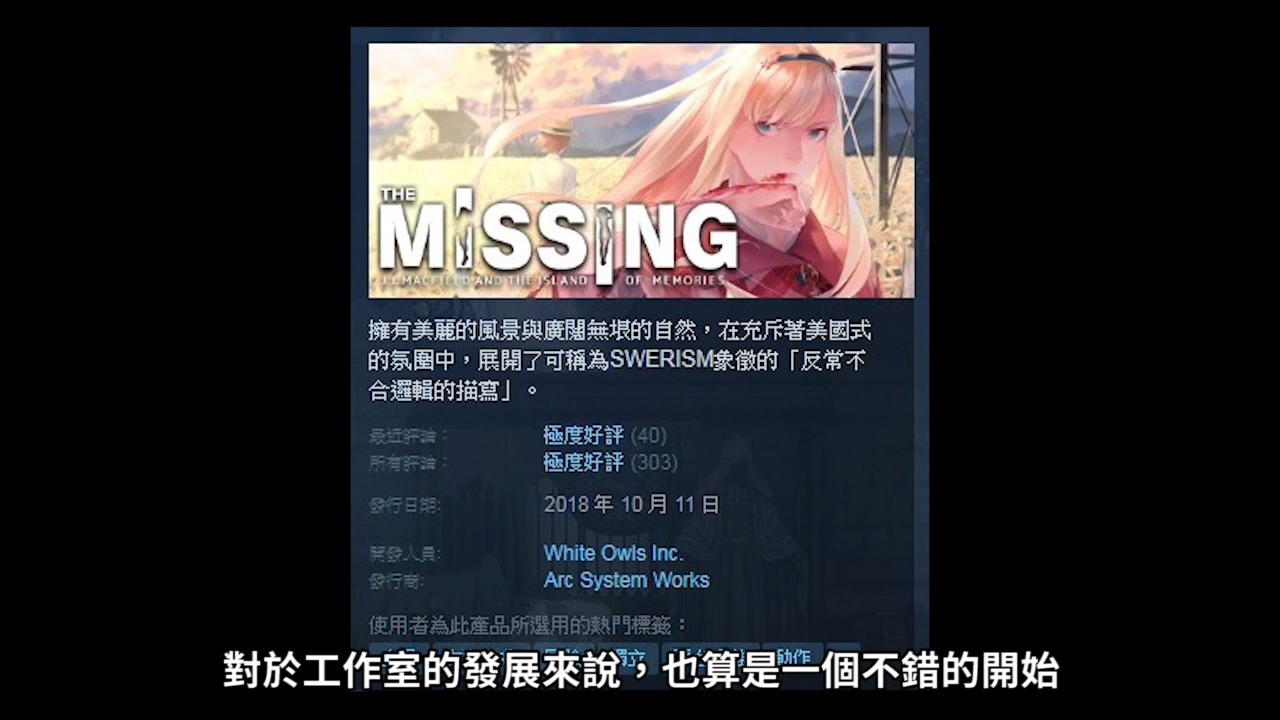 THE
MISSING
J.J. MACFIELD AND THE ISLAND OF MEMORIES
擁有美麗的風景與廣闊無垠的自然，在充斥著美國式
的氛圍中，展開了可稱為SWERISM象徵的「反常不
合邏輯的描寫」。
最近評論： 極度好評 (40)
所有評論： 極度好評 (303)
發行日期: 2018 年 10 月 11 日
開發人員: White Owls Inc.
發行商: Arc System Works
使用者為此產品所選用的熱門標籤：
獨立 動作
對於工作室的發展來說，也算是一個不錯的開始